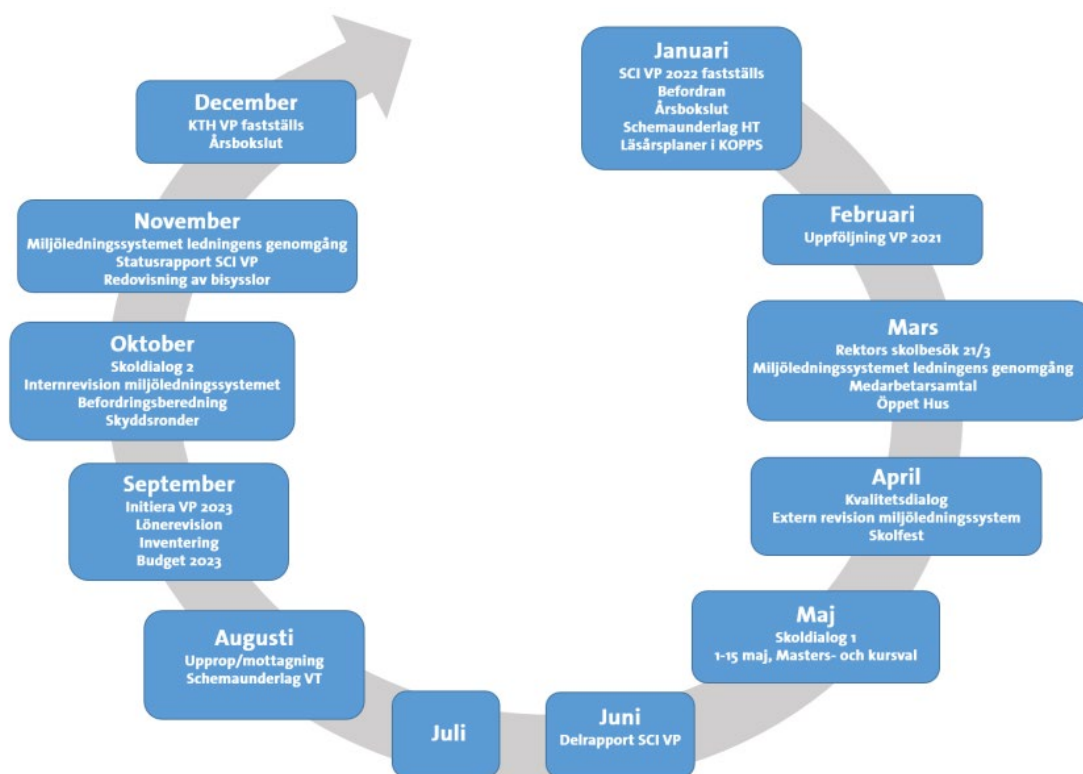 Januari
SCI VP 2022 fastställs
Befordran
Årsbokslut
Schemaunderlag HT
Läsårsplaner i KOPPS
Februari
Uppföljning VP 2021
Mars
Rektors skolbesök 21/3
Miljöledningssystemet ledningens genomgång
Medarbetarsamtal
Öppet Hus
April
Kvalitetsdialog
Extern revision miljöledningssystem
Skolfest
Maj
Skoldialog 1
1-15 maj, Masters- och kursval
Juni
Delrapport SCI VP
Juli
Augusti
Upprop/mottagning
Schemaunderlag VT
September
Initiera VP 2023
Lönerevision
Inventering
Budget 2023
Oktober
Skoldialog 2
Internrevision miljöledningssystemet
Befordringsberedning
Skyddsronder
November
Miljöledningssystemet ledningens genomgång
Statusrapport SCI VP
Redovisning av bisysslor
December
KTH VP fastställs
Årsbokslut